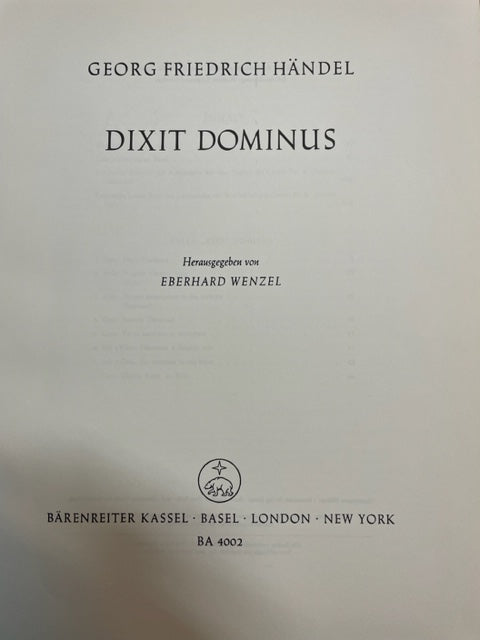 GEORG FRIEDRICH HÄNDEL
DIXIT DOMINUS
Herausgegeben von
EBERHARD WENZEL
BÄRENREITER KASSEL · BASEL · LONDON · NEW YORK
BA 4002